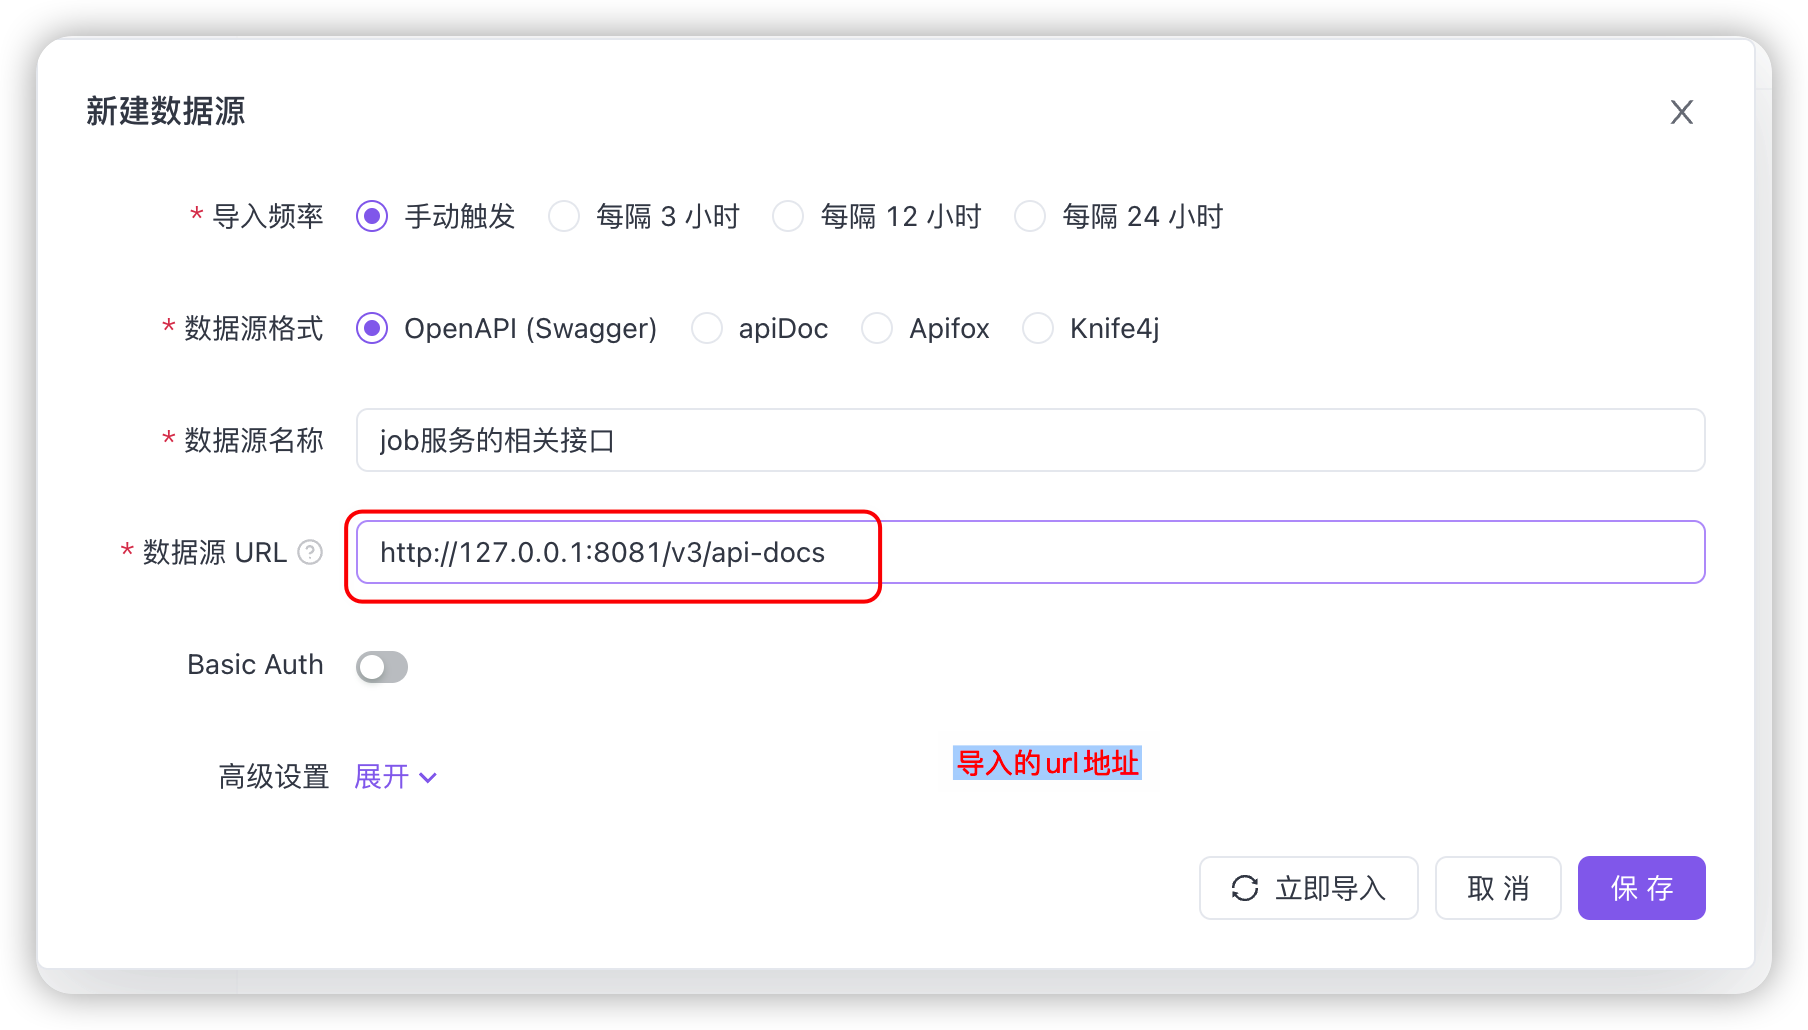 新建数据源
* 导入频率 手动触发 每隔 3 小时 每隔 12 小时 每隔 24 小时
* 数据源格式 OpenAPI (Swagger) apiDoc Apifox Knife4j
* 数据源名称 job服务的相关接口
* 数据源 URL ? http://127.0.0.1:8081/v3/api-docs
Basic Auth
高级设置 展开
导入的url地址
立即导入 取 消 保 存